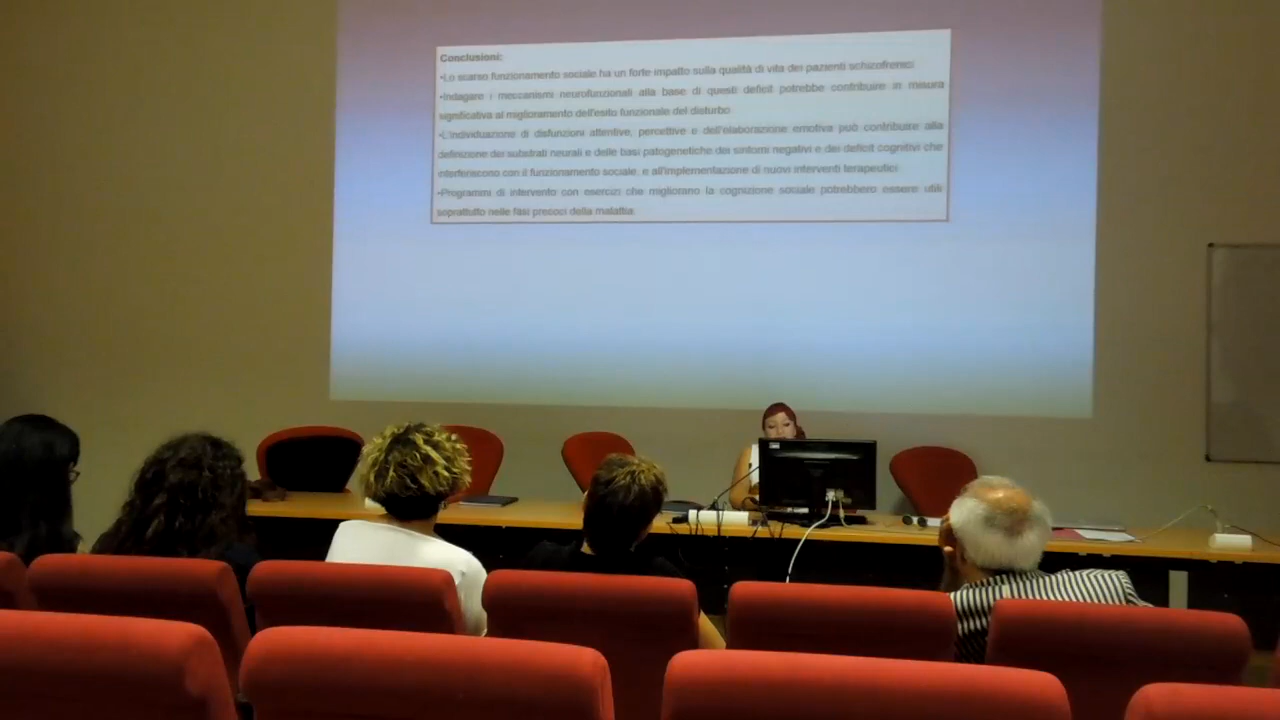 Conclusioni:
•Lo scarso funzionamento sociale ha un forte impatto sulla qualità di vita dei pazienti schizofrenici
•Indagare i meccanismi neurofunzionali alla base di questi deficit potrebbe contribuire in misura
significativa al miglioramento dell'esito funzionale del disturbo
•L'individuazione di disfunzioni attentive, percettive e dell'elaborazione emotiva può contribuire alla
definizione dei substrati neurali e delle basi patogenetiche dei sintomi negativi e dei deficit cognitivi che
interferiscono con il funzionamento sociale, e all'implementazione di nuovi interventi terapeutici
•Programmi di intervento con esercizi che migliorano la cognizione sociale potrebbero essere utili
soprattutto nelle fasi precoci della malattia.